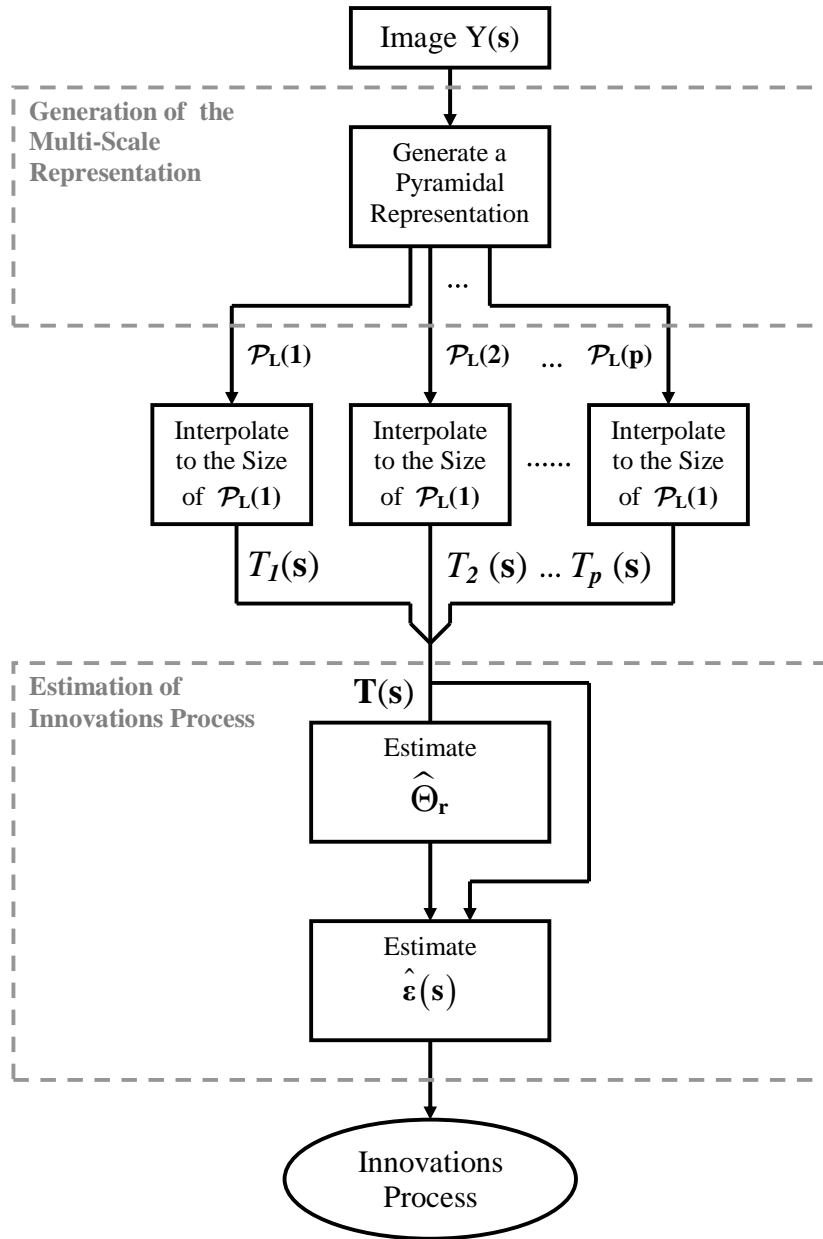 Image Y(s)
Generation of the
Multi-Scale
Representation
Generate a
Pyramidal
Representation
...
𝒫L(1)
𝒫L(2) ... 𝒫L(p)
Interpolate
to the Size
of 𝒫L(1)
Interpolate
to the Size
of 𝒫L(1)
......
Interpolate
to the Size
of 𝒫L(1)
T1(s)
T2 (s) ... Tp (s)
Estimation of
Innovations Process
T(s)
Estimate
Θ̂r
Estimate
ε̂(s)
Innovations
Process